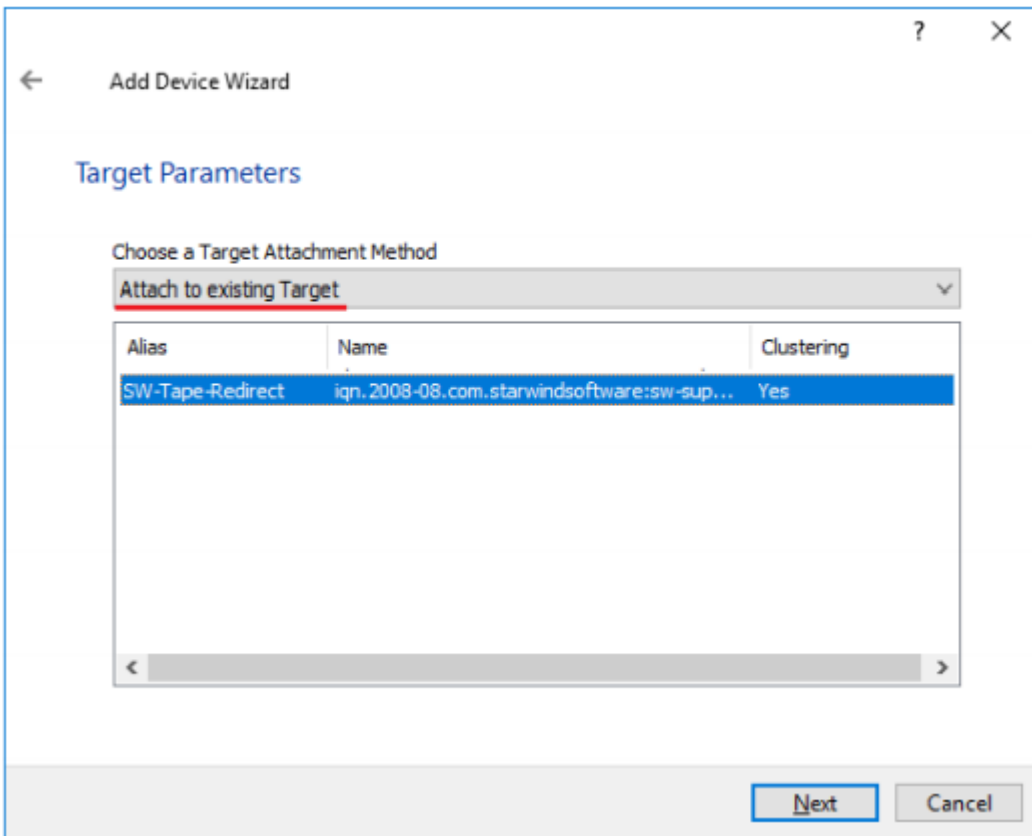 ?
Add Device Wizard
Target Parameters
Choose a Target Attachment Method
Attach to existing Target
Alias Name Clustering
SW-Tape-Redirect iqn.2008-08.com.starwindsoftware:sw-sup... Yes
Next Cancel